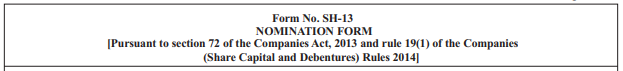 Form No. SH-13
NOMINATION FORM
[Pursuant to section 72 of the Companies Act, 2013 and rule 19(1) of the Companies
(Share Capital and Debentures) Rules 2014]